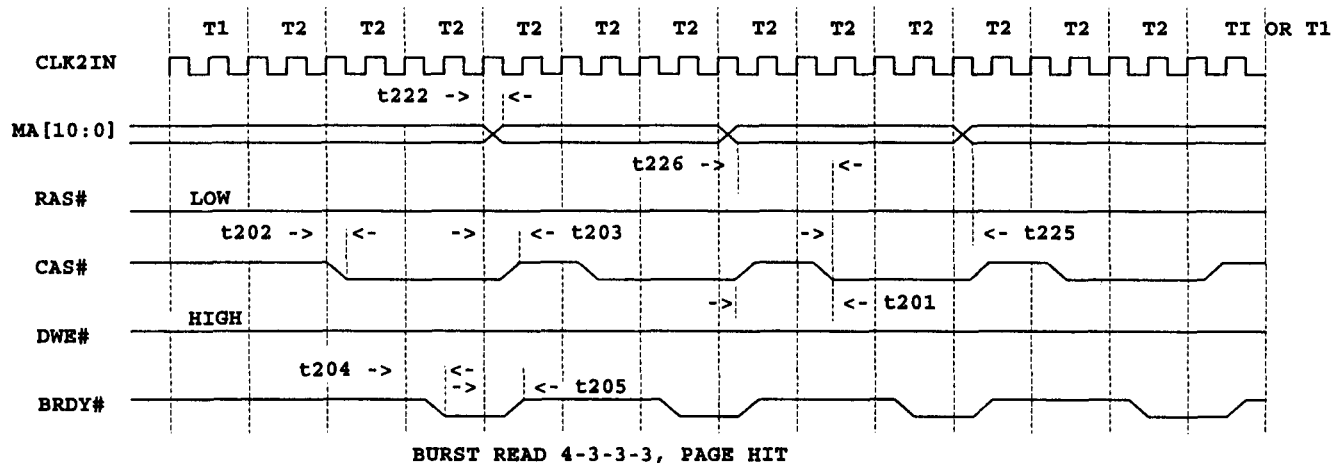 T1 T2 T2 T2 T2 T2 T2 T2 T2 T2 T2 T2 T2 TI OR T1
CLK2IN
t222 -> <-
MA[10:0]
t226 -> <-
RAS# LOW
t202 -> <- -> <- t203 -> <- t225
CAS#
-> <- t201
HIGH
DWE#
t204 -> <-
-> <- t205
BRDY#
BURST READ 4-3-3-3, PAGE HIT